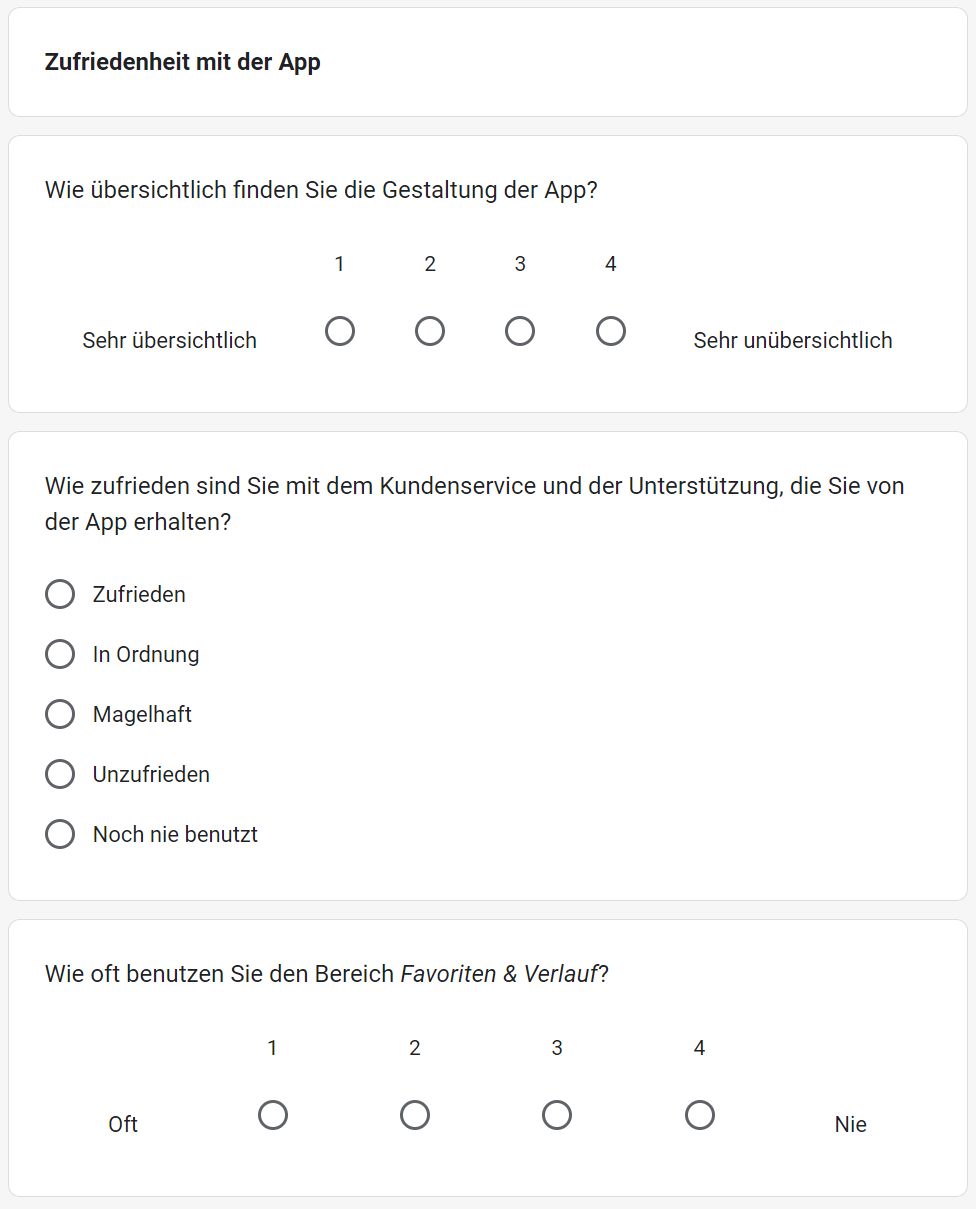 Zufriedenheit mit der App
Wie übersichtlich finden Sie die Gestaltung der App?
1 2 3 4
Sehr übersichtlich Sehr unübersichtlich
Wie zufrieden sind Sie mit dem Kundenservice und der Unterstützung, die Sie von
der App erhalten?
Zufrieden
In Ordnung
Magelhaft
Unzufrieden
Noch nie benutzt
Wie oft benutzen Sie den Bereich Favoriten & Verlauf?
1 2 3 4
Oft Nie